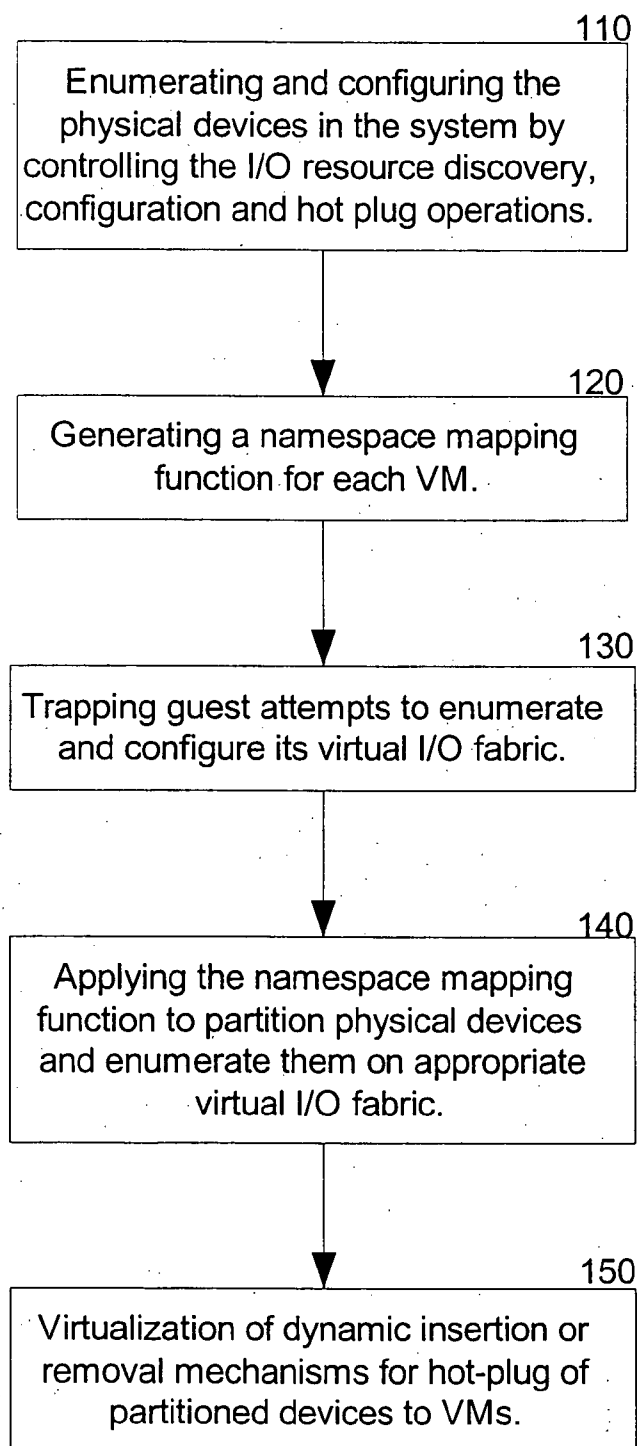 110
Enumerating and configuring the
physical devices in the system by
controlling the I/O resource discovery,
configuration and hot plug operations.
120
Generating a namespace mapping
function for each VM.
130
Trapping guest attempts to enumerate
and configure its virtual I/O fabric.
140
Applying the namespace mapping
function to partition physical devices
and enumerate them on appropriate
virtual I/O fabric.
150
Virtualization of dynamic insertion or
removal mechanisms for hot-plug of
partitioned devices to VMs.